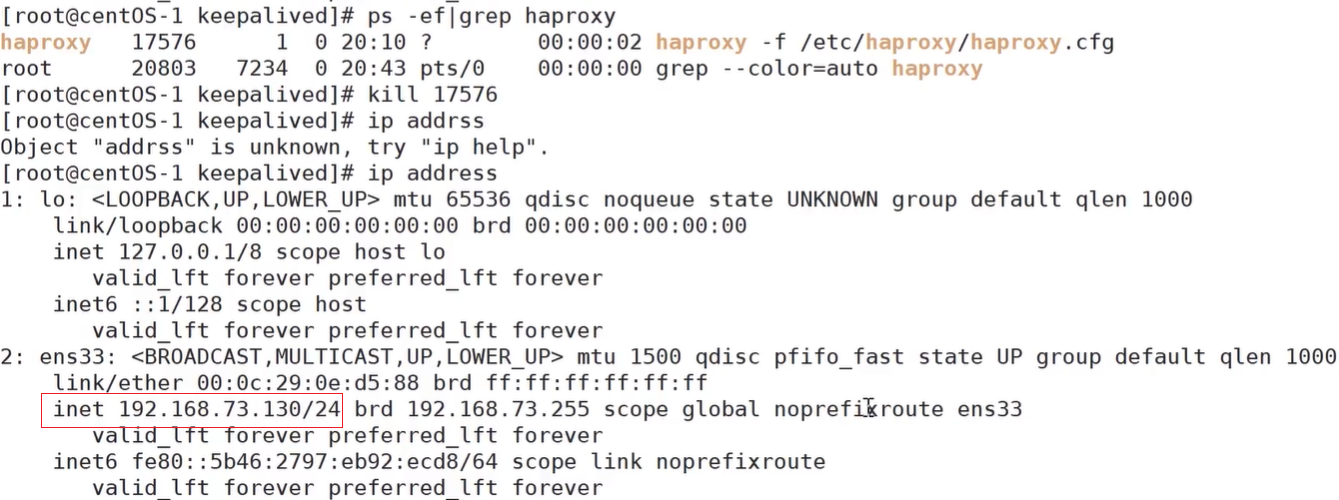 [root@centOS-1 keepalived]# ps -ef|grep haproxy
haproxy   17576      1  0 20:10 ?        00:00:02 haproxy -f /etc/haproxy/haproxy.cfg
root      20803   7234  0 20:43 pts/0    00:00:00 grep --color=auto haproxy
[root@centOS-1 keepalived]# kill 17576
[root@centOS-1 keepalived]# ip addrss
Object "addrss" is unknown, try "ip help".
[root@centOS-1 keepalived]# ip address
1: lo: <LOOPBACK,UP,LOWER_UP> mtu 65536 qdisc noqueue state UNKNOWN group default qlen 1000
    link/loopback 00:00:00:00:00:00 brd 00:00:00:00:00:00
    inet 127.0.0.1/8 scope host lo
       valid_lft forever preferred_lft forever
    inet6 ::1/128 scope host
       valid_lft forever preferred_lft forever
2: ens33: <BROADCAST,MULTICAST,UP,LOWER_UP> mtu 1500 qdisc pfifo_fast state UP group default qlen 1000
    link/ether 00:0c:29:0e:d5:88 brd ff:ff:ff:ff:ff:ff
    inet 192.168.73.130/24 brd 192.168.73.255 scope global noprefixroute ens33
       valid_lft forever preferred_lft forever
    inet6 fe80::5b46:2797:eb92:ecd8/64 scope link noprefixroute
       valid_lft forever preferred_lft forever